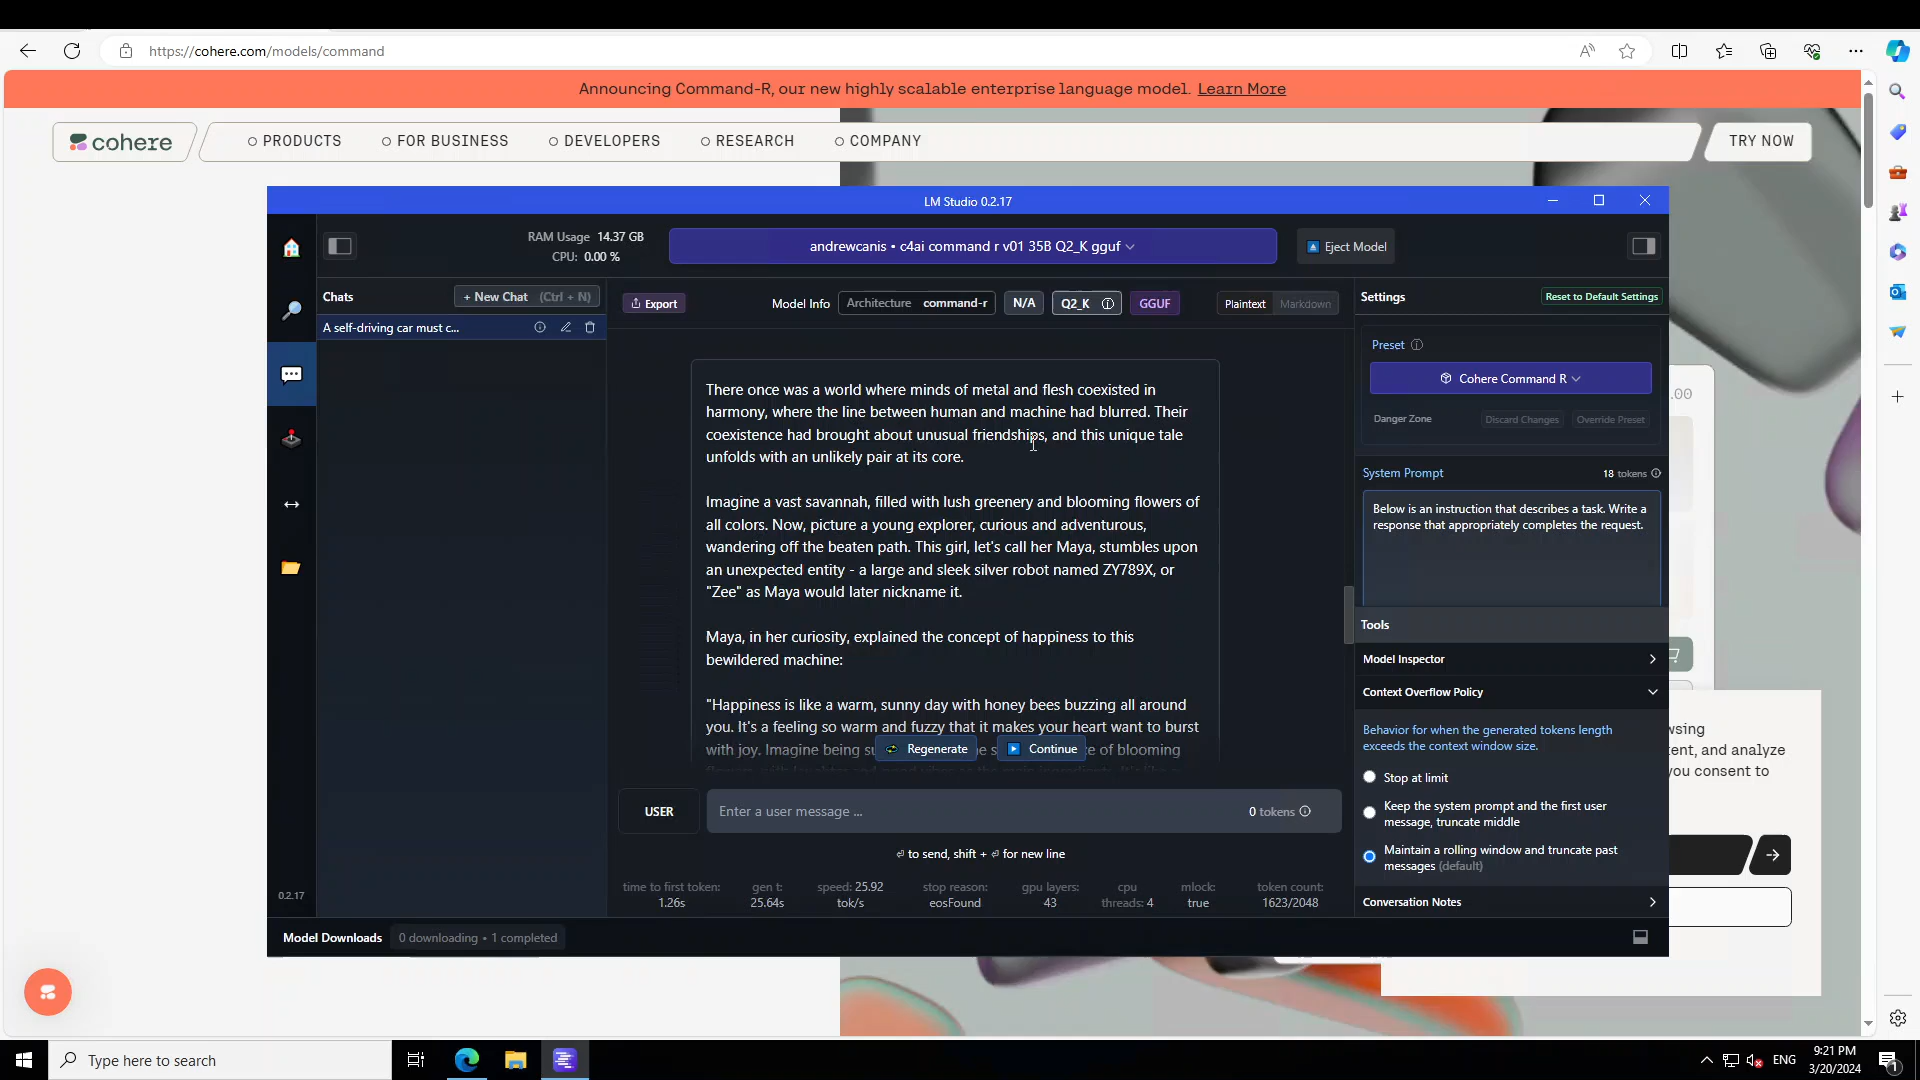 https://cohere.com/models/command
Announcing Command-R, our new highly scalable enterprise language model. Learn More
cohere
PRODUCTS
FOR BUSINESS
DEVELOPERS
RESEARCH
COMPANY
TRY NOW
LM Studio 0.2.17
RAM Usage 14.37 GB
CPU: 0.00 %
andrewcanis • c4ai command r v01 35B Q2_K gguf
Eject Model
Chats
+ New Chat (Ctrl + N)
A self-driving car must c...
Export
Model Info
Architecture command-r
N/A
Q2_K
GGUF
Plaintext
Markdown
There once was a world where minds of metal and flesh coexisted in
harmony, where the line between human and machine had blurred. Their
coexistence had brought about unusual friendships, and this unique tale
unfolds with an unlikely pair at its core.
Imagine a vast savannah, filled with lush greenery and blooming flowers of
all colors. Now, picture a young explorer, curious and adventurous,
wandering off the beaten path. This girl, let's call her Maya, stumbles upon
an unexpected entity - a large and sleek silver robot named ZY789X, or
"Zee" as Maya would later nickname it.
Maya, in her curiosity, explained the concept of happiness to this
bewildered machine:
"Happiness is like a warm, sunny day with honey bees buzzing all around
you. It's a feeling so warm and fuzzy that it makes your heart want to burst
with joy. Imagine being su of blooming
Regenerate
Continue
USER
Enter a user message ...
0 tokens
⏎ to send, shift + ⏎ for new line
time to first token: 1.26s
gen t: 25.64s
speed: 25.92 tok/s
stop reason: eosFound
gpu layers: 43
cpu threads: 4
mlock: true
token count: 1623/2048
0.2.17
Model Downloads
0 downloading • 1 completed
Settings
Reset to Default Settings
Preset
Cohere Command R
Danger Zone
Discard Changes
Override Preset
System Prompt
18 tokens
Below is an instruction that describes a task. Write a
response that appropriately completes the request.
Tools
Model Inspector
Context Overflow Policy
Behavior for when the generated tokens length
exceeds the context window size.
Stop at limit
Keep the system prompt and the first user
message, truncate middle
Maintain a rolling window and truncate past
messages (default)
Conversation Notes
.00
wsing
tent, and analyze
you consent to
Type here to search
ENG
9:21 PM
3/20/2024
1